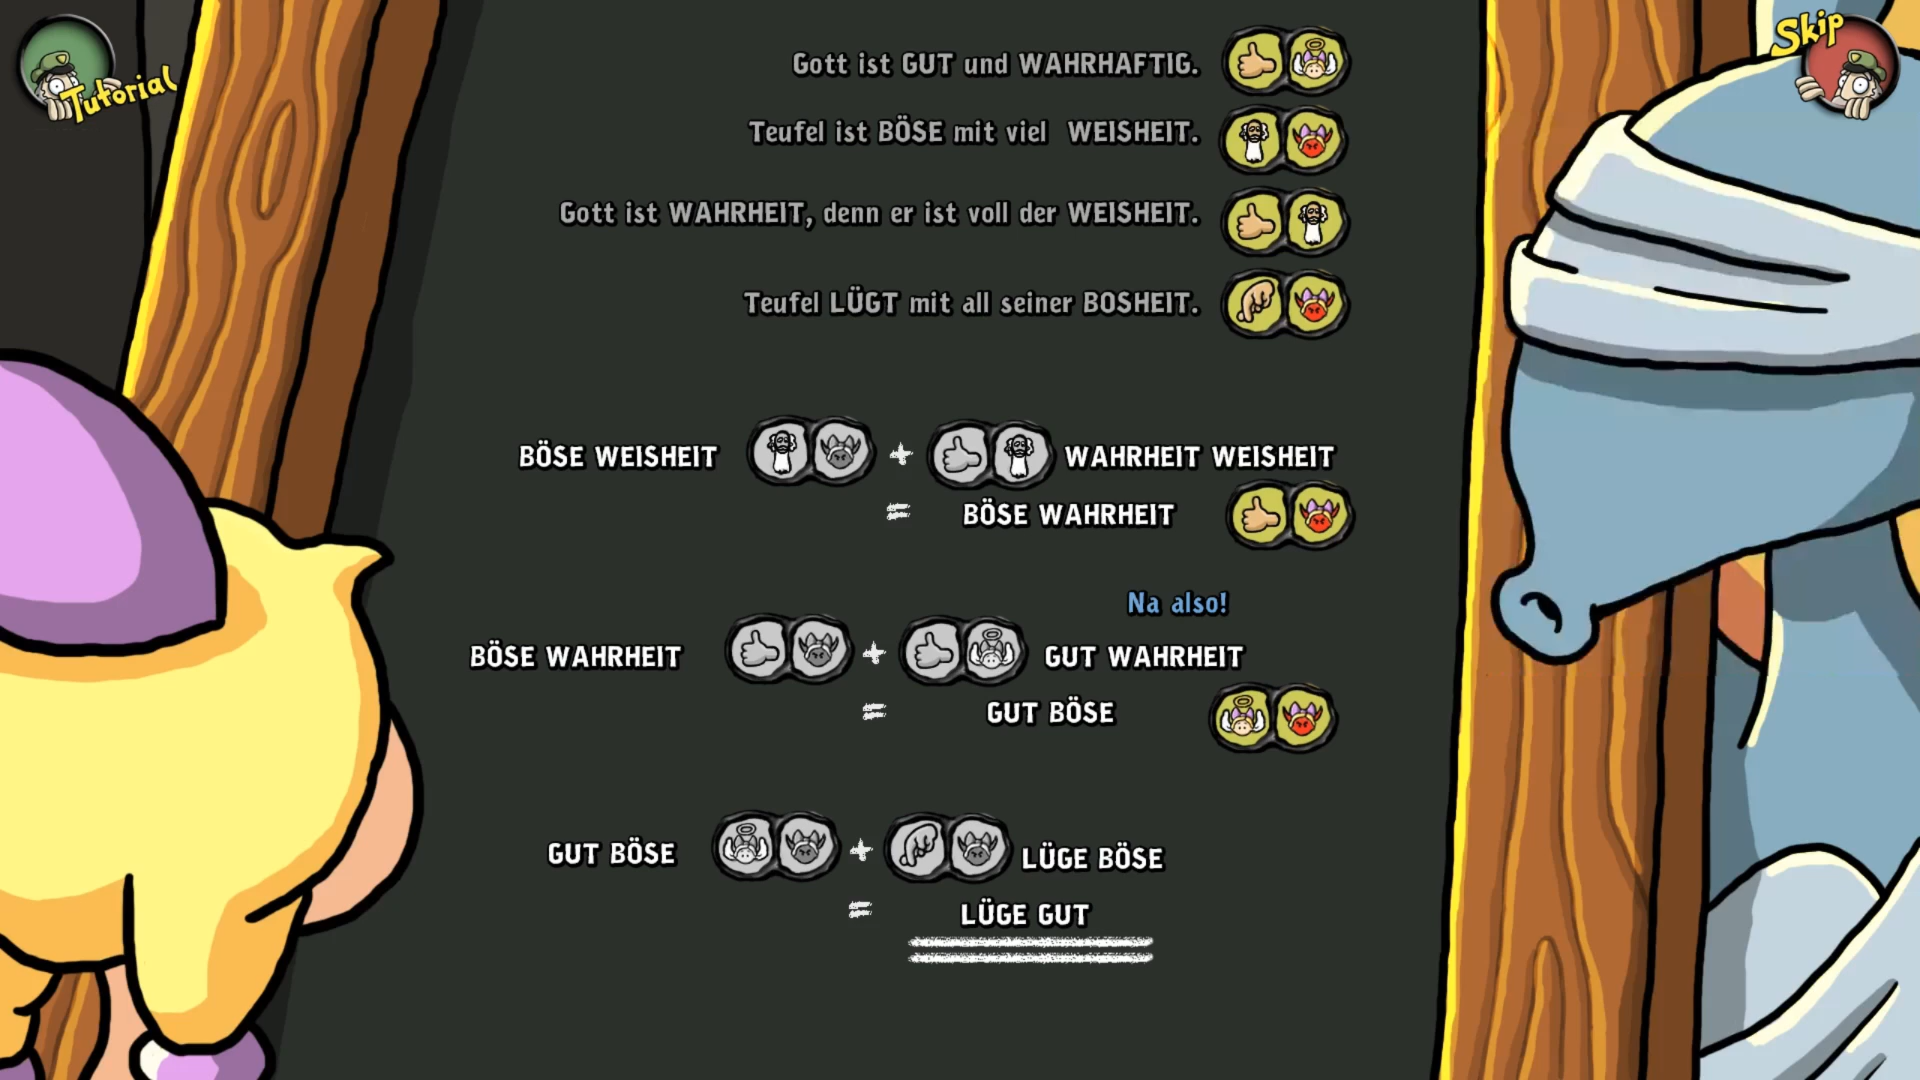 Tutorial
Skip
Gott ist GUT und WAHRHAFTIG.
Teufel ist BÖSE mit viel WEISHEIT.
Gott ist WAHRHEIT, denn er ist voll der WEISHEIT.
Teufel LÜGT mit all seiner BOSHEIT.
BÖSE WEISHEIT + WAHRHEIT WEISHEIT
= BÖSE WAHRHEIT
Na also!
BÖSE WAHRHEIT + GUT WAHRHEIT
= GUT BÖSE
GUT BÖSE + LÜGE BÖSE
= LÜGE GUT